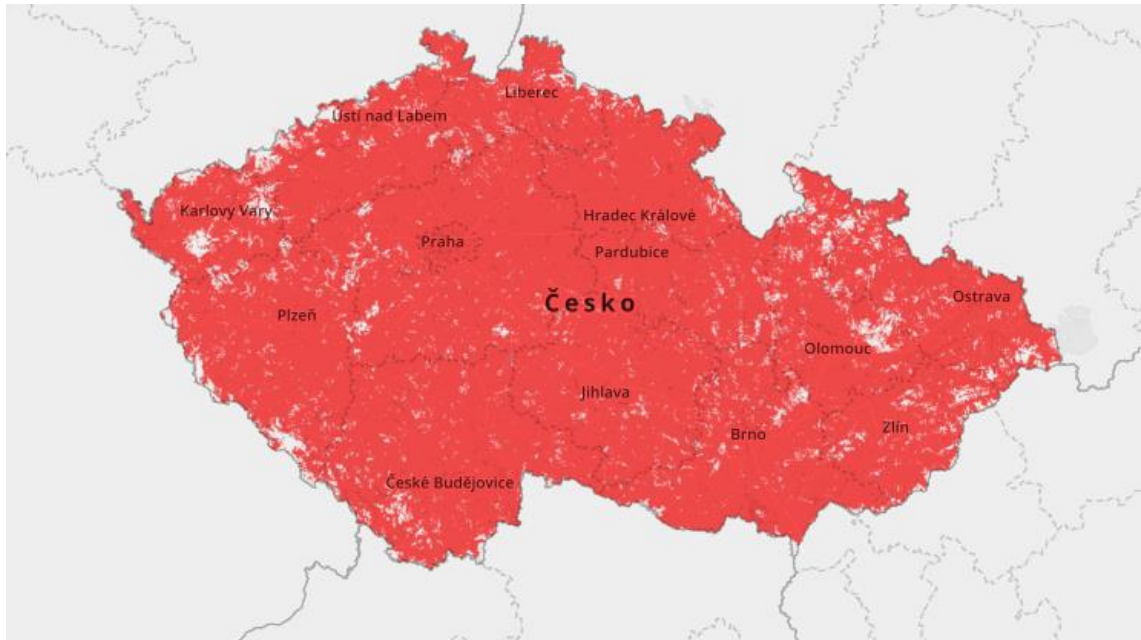 Liberec
Ústí nad Labem
Karlovy Vary
Hradec Králové
Praha
Pardubice
Česko
Ostrava
Plzeň
Olomouc
Jihlava
Zlín
Brno
České Budějovice